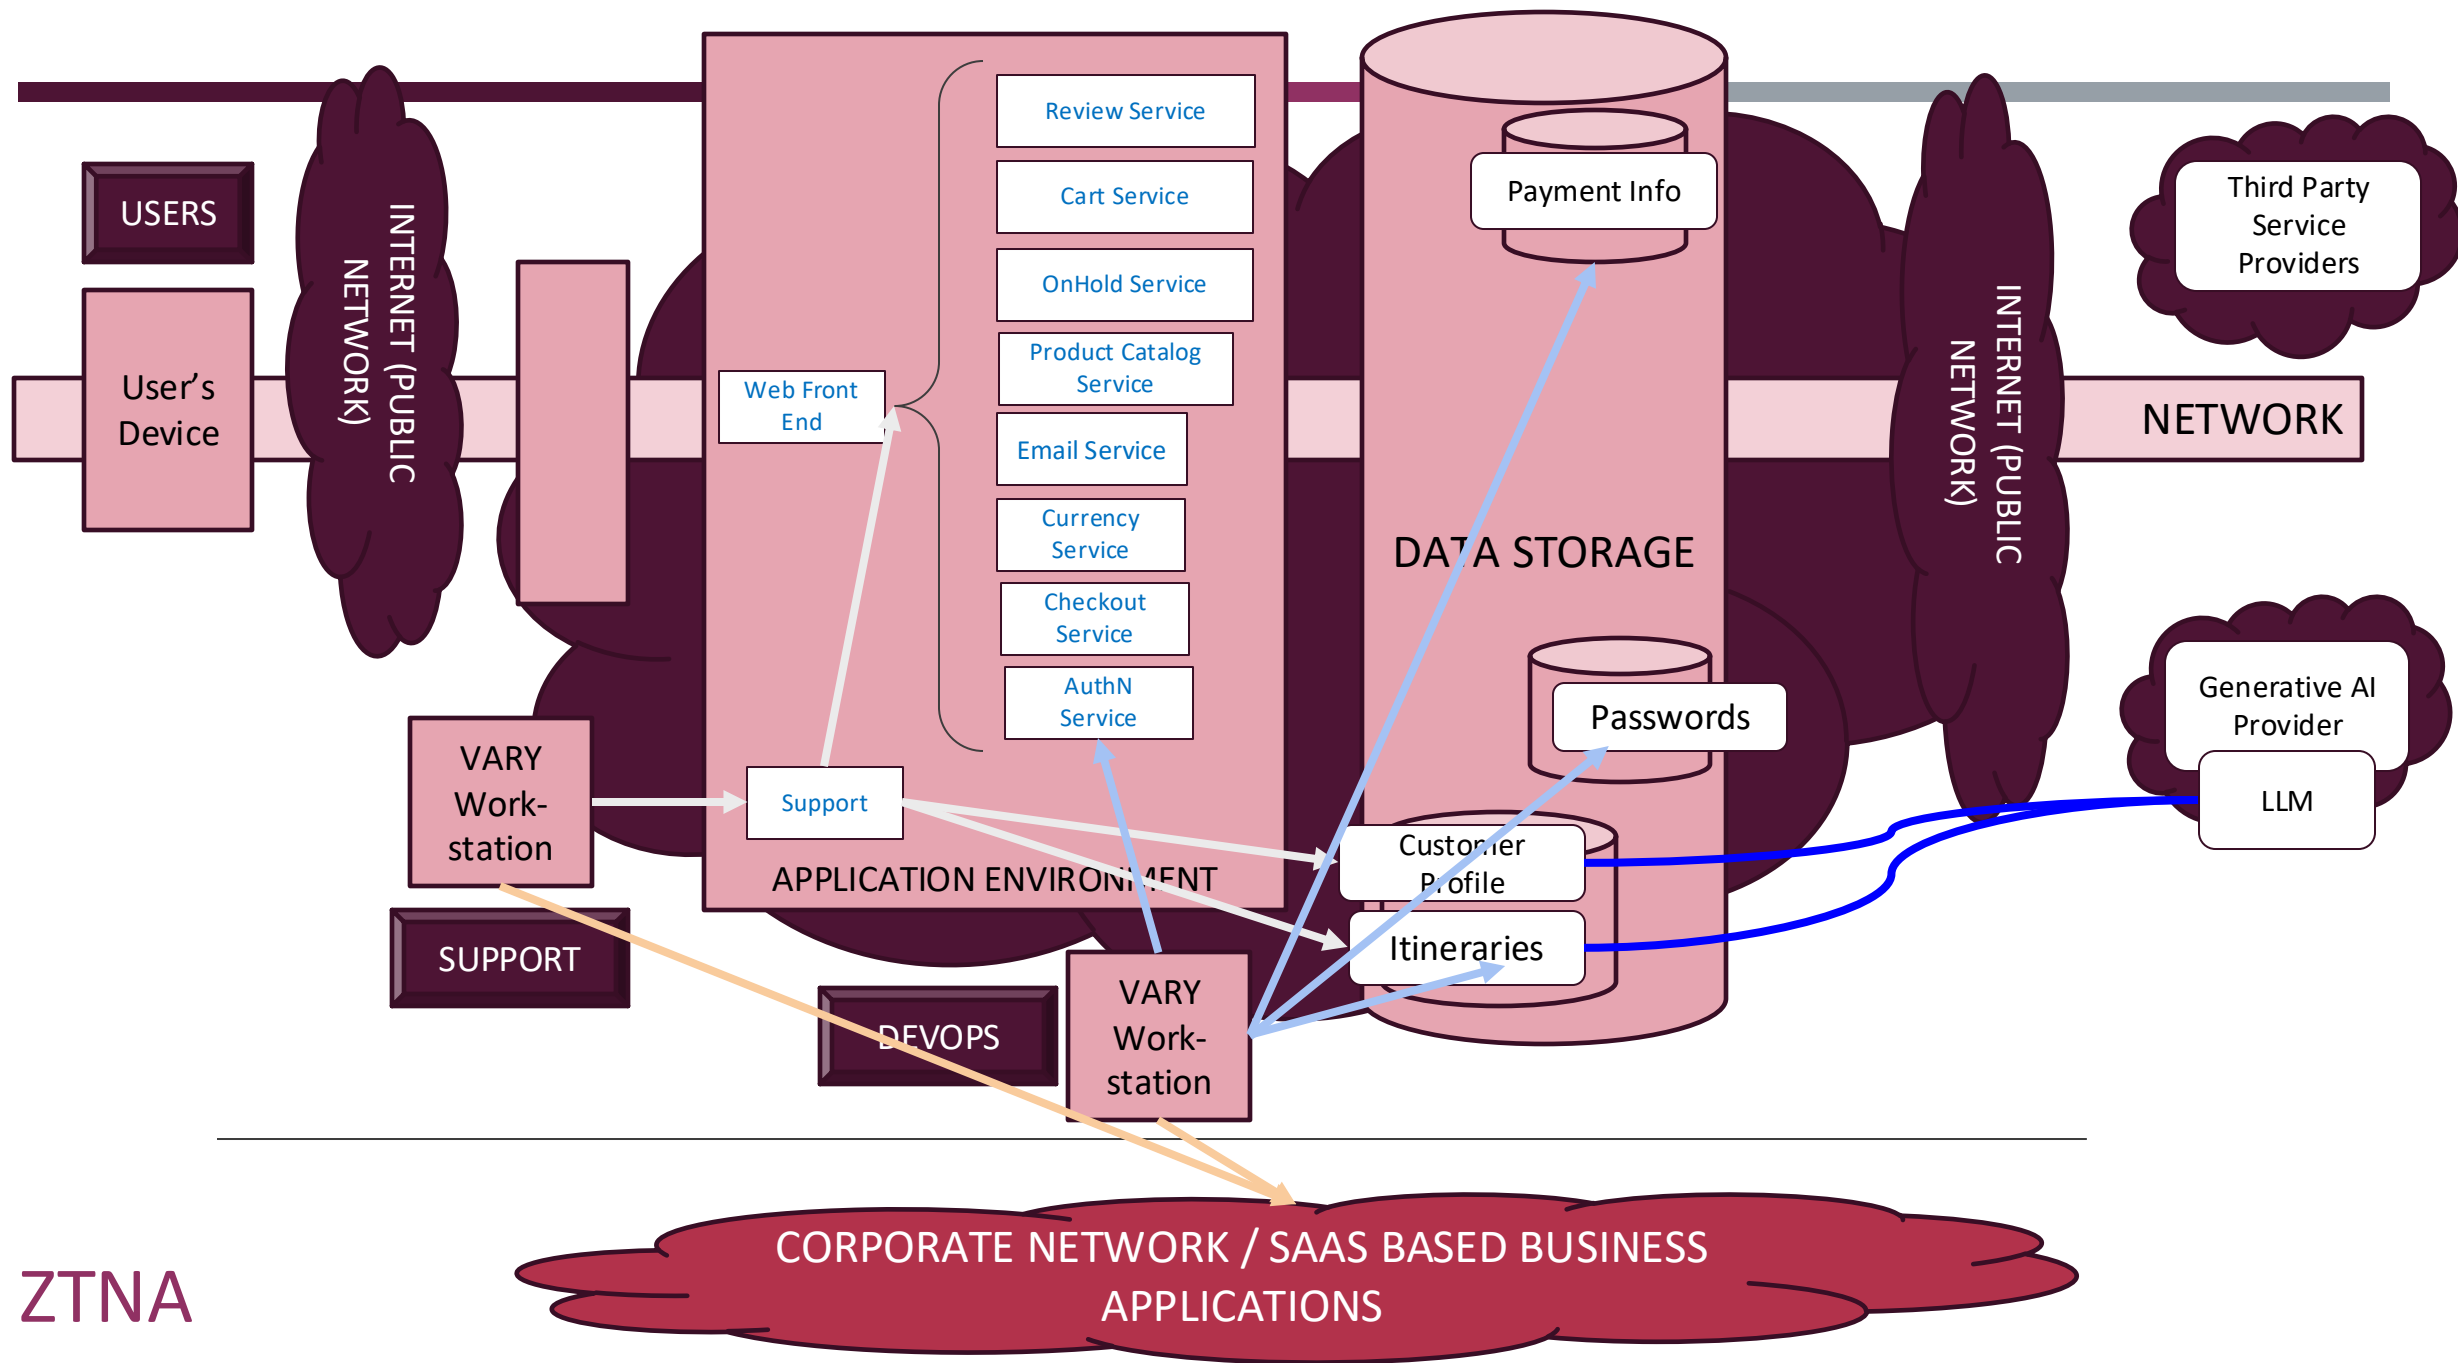 USERS
User's
Device
INTERNET (PUBLIC
NETWORK)
Web Front
End
Review Service
Cart Service
OnHold Service
Product Catalog
Service
Email Service
Currency
Service
Checkout
Service
AuthN
Service
Support
APPLICATION ENVIRONMENT
Payment Info
DATA STORAGE
Passwords
Customer
Profile
Itineraries
INTERNET (PUBLIC
NETWORK)
Third Party
Service
Providers
NETWORK
Generative AI
Provider
LLM
VARY
Work-
station
SUPPORT
DEVOPS
VARY
Work-
station
CORPORATE NETWORK / SAAS BASED BUSINESS
APPLICATIONS
ZTNA